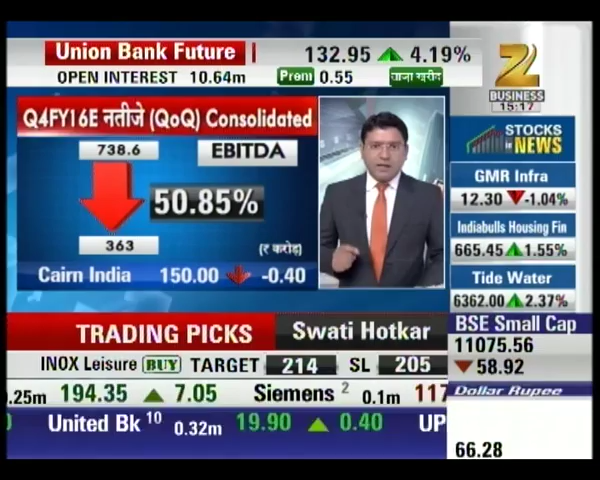 Union Bank Future 132.95 4.19%
OPEN INTEREST 10.64m Prem 0.55 ताजा खरीद
Z
BUSINESS
15:17
Q4FY16E नतीजे (QoQ) Consolidated
738.6 EBITDA
50.85%
363 (₹ करोड़)
Cairn India 150.00 -0.40
STOCKS
in NEWS
GMR Infra
12.30 -1.04%
Indiabulls Housing Fin
665.45 1.55%
Tide Water
6362.00 2.37%
TRADING PICKS Swati Hotkar
INOX Leisure BUY TARGET 214 SL 205
BSE Small Cap
11075.56
58.92
.25m 194.35 7.05 Siemens 2 0.1m 117
Dollar Rupee
66.28
United Bk 10 0.32m 19.90 0.40 UP